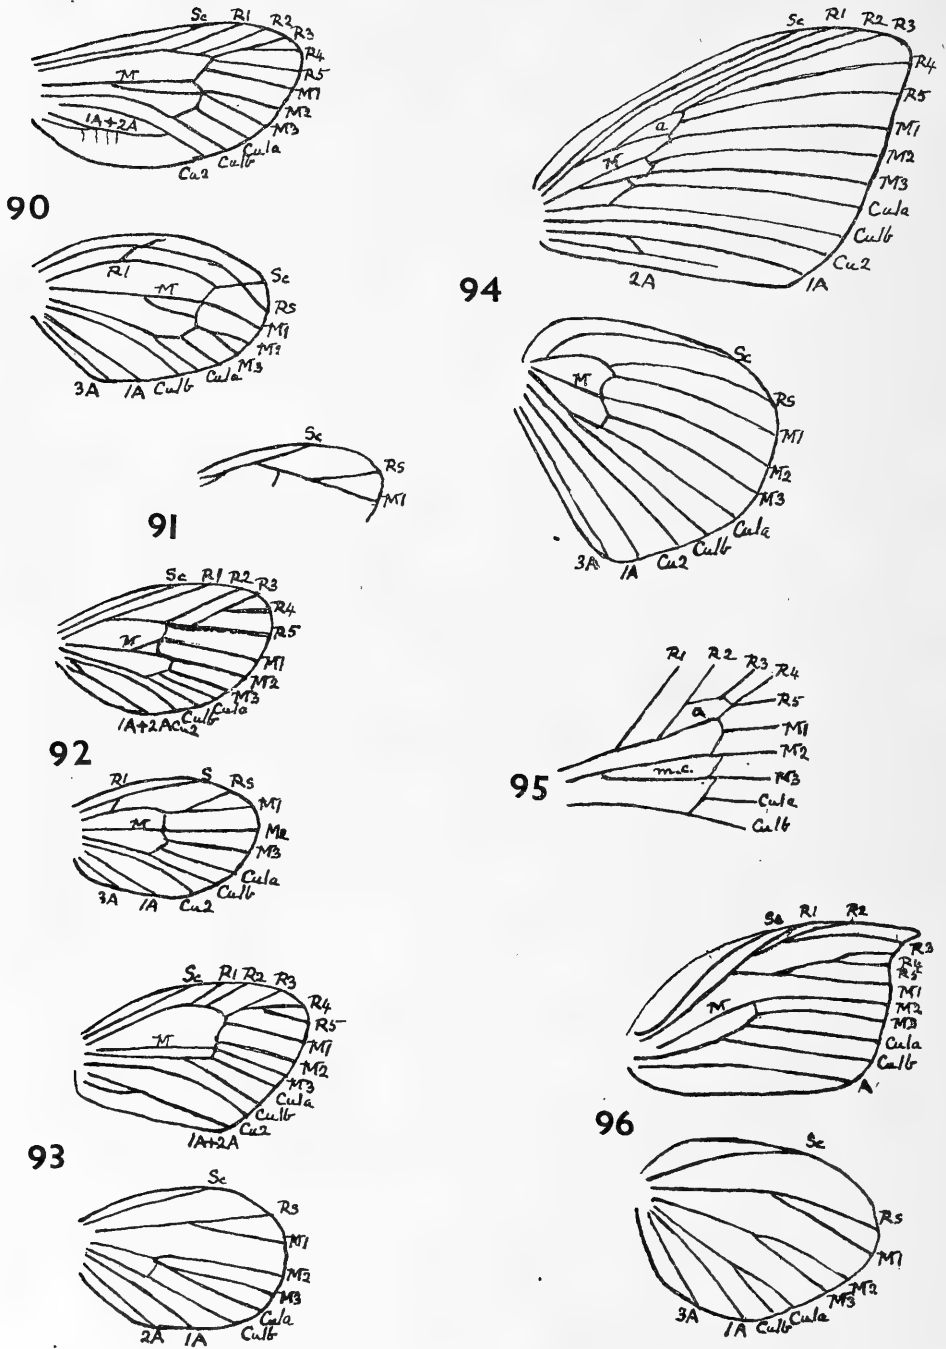 Sc R1 R2 R3 R4 R5 M1 M2 M3 Cu1a Cu1b Cu2
M
1A+2A
90
R1 M Sc Rs M1 M2 M3 Cu1a Cu1b 1A 3A
Sc Rs M1
91
Sc R1 R2 R3 R4 R5 M1 M2 M3 Cu1a Cu1b Cu2 1A+2A
M
92
R1 S Rs M1 M2 M3 Cu1a Cu1b Cu2 1A 3A
M
Sc R1 R2 R3 R4 R5 M1 M2 M3 Cu1a Cu1b Cu2 1A+2A
M
93
Sc Rs M1 M2 M3 Cu1a Cu1b 1A 2A
Sc R1 R2 R3 R4 R5 M1 M2 M3 Cu1a Cu1b Cu2 1A 2A
a
M
94
Sc Rs M1 M2 M3 Cu1a Cu1b Cu2 1A 3A
M
R1 R2 R3 R4 R5 M1 M2 M3 Cu1a Cu1b
a
m.c.
95
Sc R1 R2 R3 R4 R5 M1 M2 M3 Cu1a Cu1b A
M
96
Sc Rs M1 M2 M3 Cu1a Cu1b 1A 3A